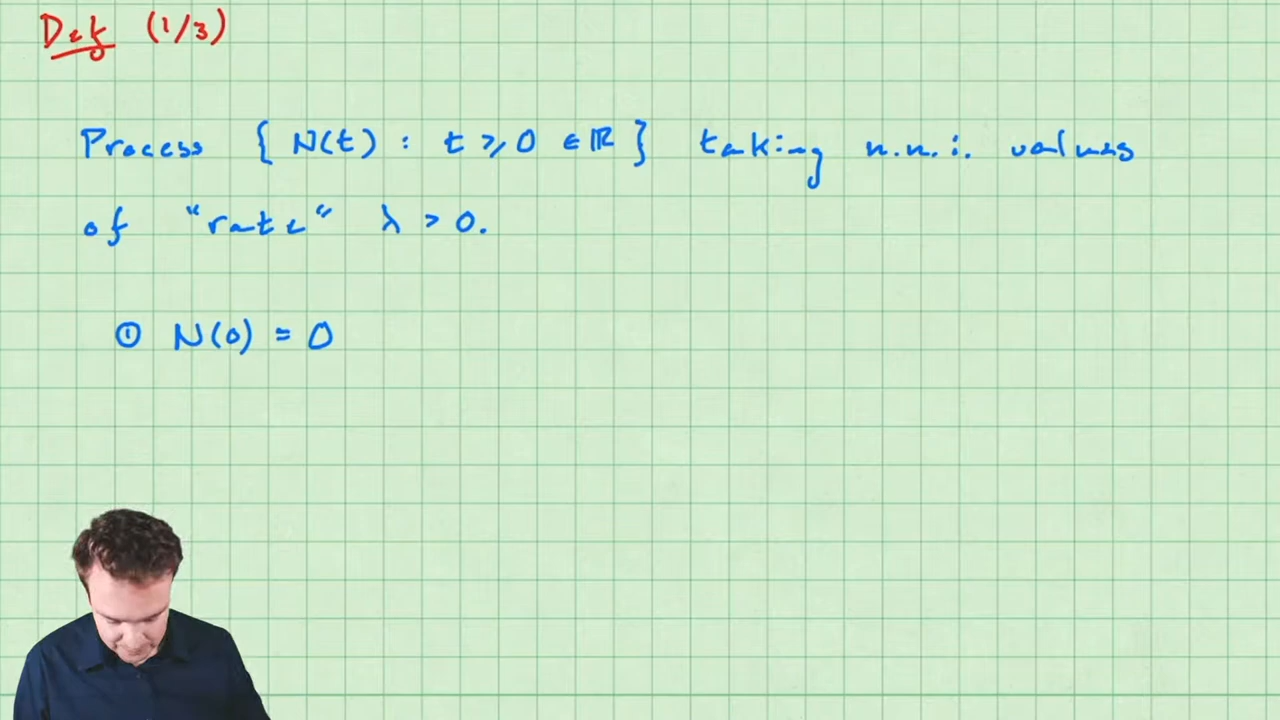 Def (1/3)
Process { N(t) : t ⩾ 0 ∈ ℝ } taking n.n.i. values
of "rate" λ > 0.
① N(0) = 0